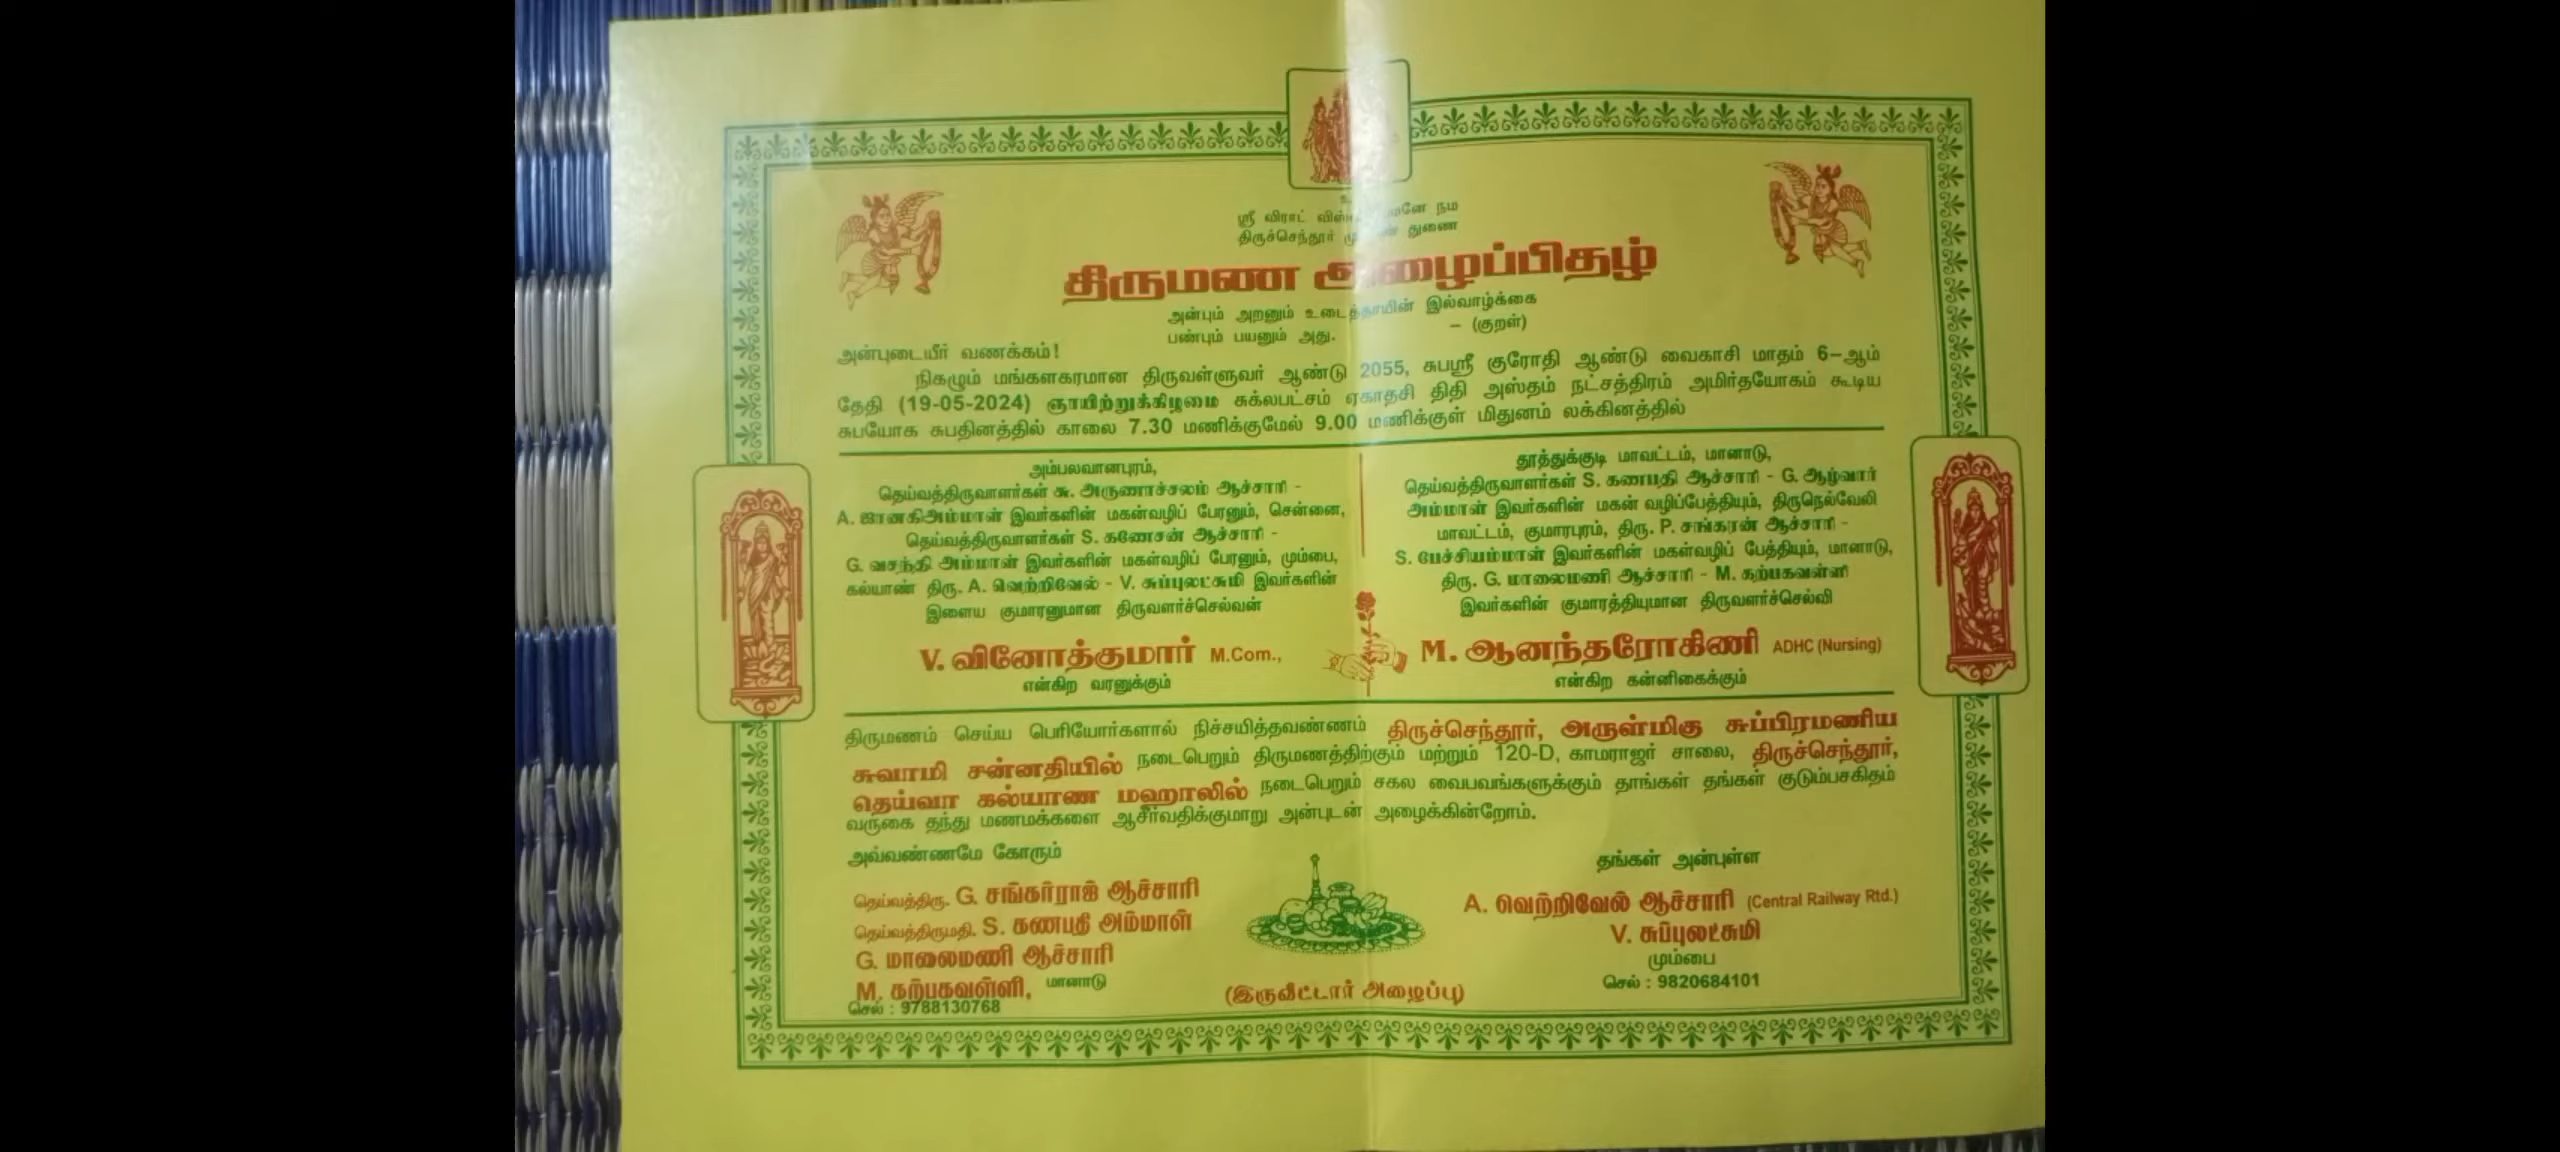 உ
ஸ்ரீ விராட் நம
திருச்செந்தூர் துணை
திருமண அழைப்பிதழ்
அன்பும் அறனும் உடைத்தாயின் இல்வாழ்க்கை
பண்பும் பயனும் அது. – (குறள்)
அன்புடையீர் வணக்கம்!
நிகழும் மங்களகரமான திருவள்ளுவர் ஆண்டு 2055, சுபஸ்ரீ குரோதி ஆண்டு வைகாசி மாதம் 6–ஆம்
தேதி (19-05-2024) ஞாயிற்றுக்கிழமை சுக்லபட்சம் ஏகாதசி திதி அஸ்தம் நட்சத்திரம் அமிர்தயோகம் கூடிய
சுபயோக சுபதினத்தில் காலை 7.30 மணிக்குமேல் 9.00 மணிக்குள் மிதுனம் லக்கினத்தில்
அம்பலவானபுரம்,
தெய்வத்திருவாளர்கள் சு. அருணாச்சலம் ஆச்சாரி -
A. ஜானகிஅம்மாள் இவர்களின் மகன்வழிப் பேரனும், சென்னை,
தெய்வத்திருவாளர்கள் S. கணேசன் ஆச்சாரி -
G. வசந்தி அம்மாள் இவர்களின் மகள்வழிப் பேரனும், மும்பை,
கல்யாண் திரு. A. வெற்றிவேல் - V. சுப்புலட்சுமி இவர்களின்
இளைய குமாரனுமான திருவளர்ச்செல்வன்
V. வினோத்குமார் M.Com.,
என்கிற வரனுக்கும்
தூத்துக்குடி மாவட்டம், மானாடு,
தெய்வத்திருவாளர்கள் S. கணபதி ஆச்சாரி - G. ஆழ்வார்
அம்மாள் இவர்களின் மகன் வழிப்பேத்தியும், திருநெல்வேலி
மாவட்டம், குமாரபுரம், திரு. P. சங்கரன் ஆச்சாரி -
S. பேச்சியம்மாள் இவர்களின் மகள்வழிப் பேத்தியும், மானாடு,
திரு. G. மாலைமணி ஆச்சாரி - M. கற்பகவள்ளி
இவர்களின் குமாரத்தியுமான திருவளர்ச்செல்வி
M. ஆனந்தரோகிணி ADHC (Nursing)
என்கிற கன்னிகைக்கும்
திருமணம் செய்ய பெரியோர்களால் நிச்சயித்தவண்ணம் திருச்செந்தூர், அருள்மிகு சுப்பிரமணிய
சுவாமி சன்னதியில் நடைபெறும் திருமணத்திற்கும் மற்றும் 120-D, காமராஜர் சாலை, திருச்செந்தூர்,
தெய்வா கல்யாண மஹாலில் நடைபெறும் சகல வைபவங்களுக்கும் தாங்கள் தங்கள் குடும்பசகிதம்
வருகை தந்து மணமக்களை ஆசீர்வதிக்குமாறு அன்புடன் அழைக்கின்றோம்.
அவ்வண்ணமே கோரும்
தெய்வத்திரு. G. சங்கர்ராஜ் ஆச்சாரி
தெய்வத்திருமதி. S. கணபதி அம்மாள்
G. மாலைமணி ஆச்சாரி
M. கற்பகவள்ளி, மானாடு
செல் : 9788130768
(இருவீட்டார் அழைப்பு)
தங்கள் அன்புள்ள
A. வெற்றிவேல் ஆச்சாரி (Central Railway Rtd.)
V. சுப்புலட்சுமி
மும்பை
செல் : 9820684101